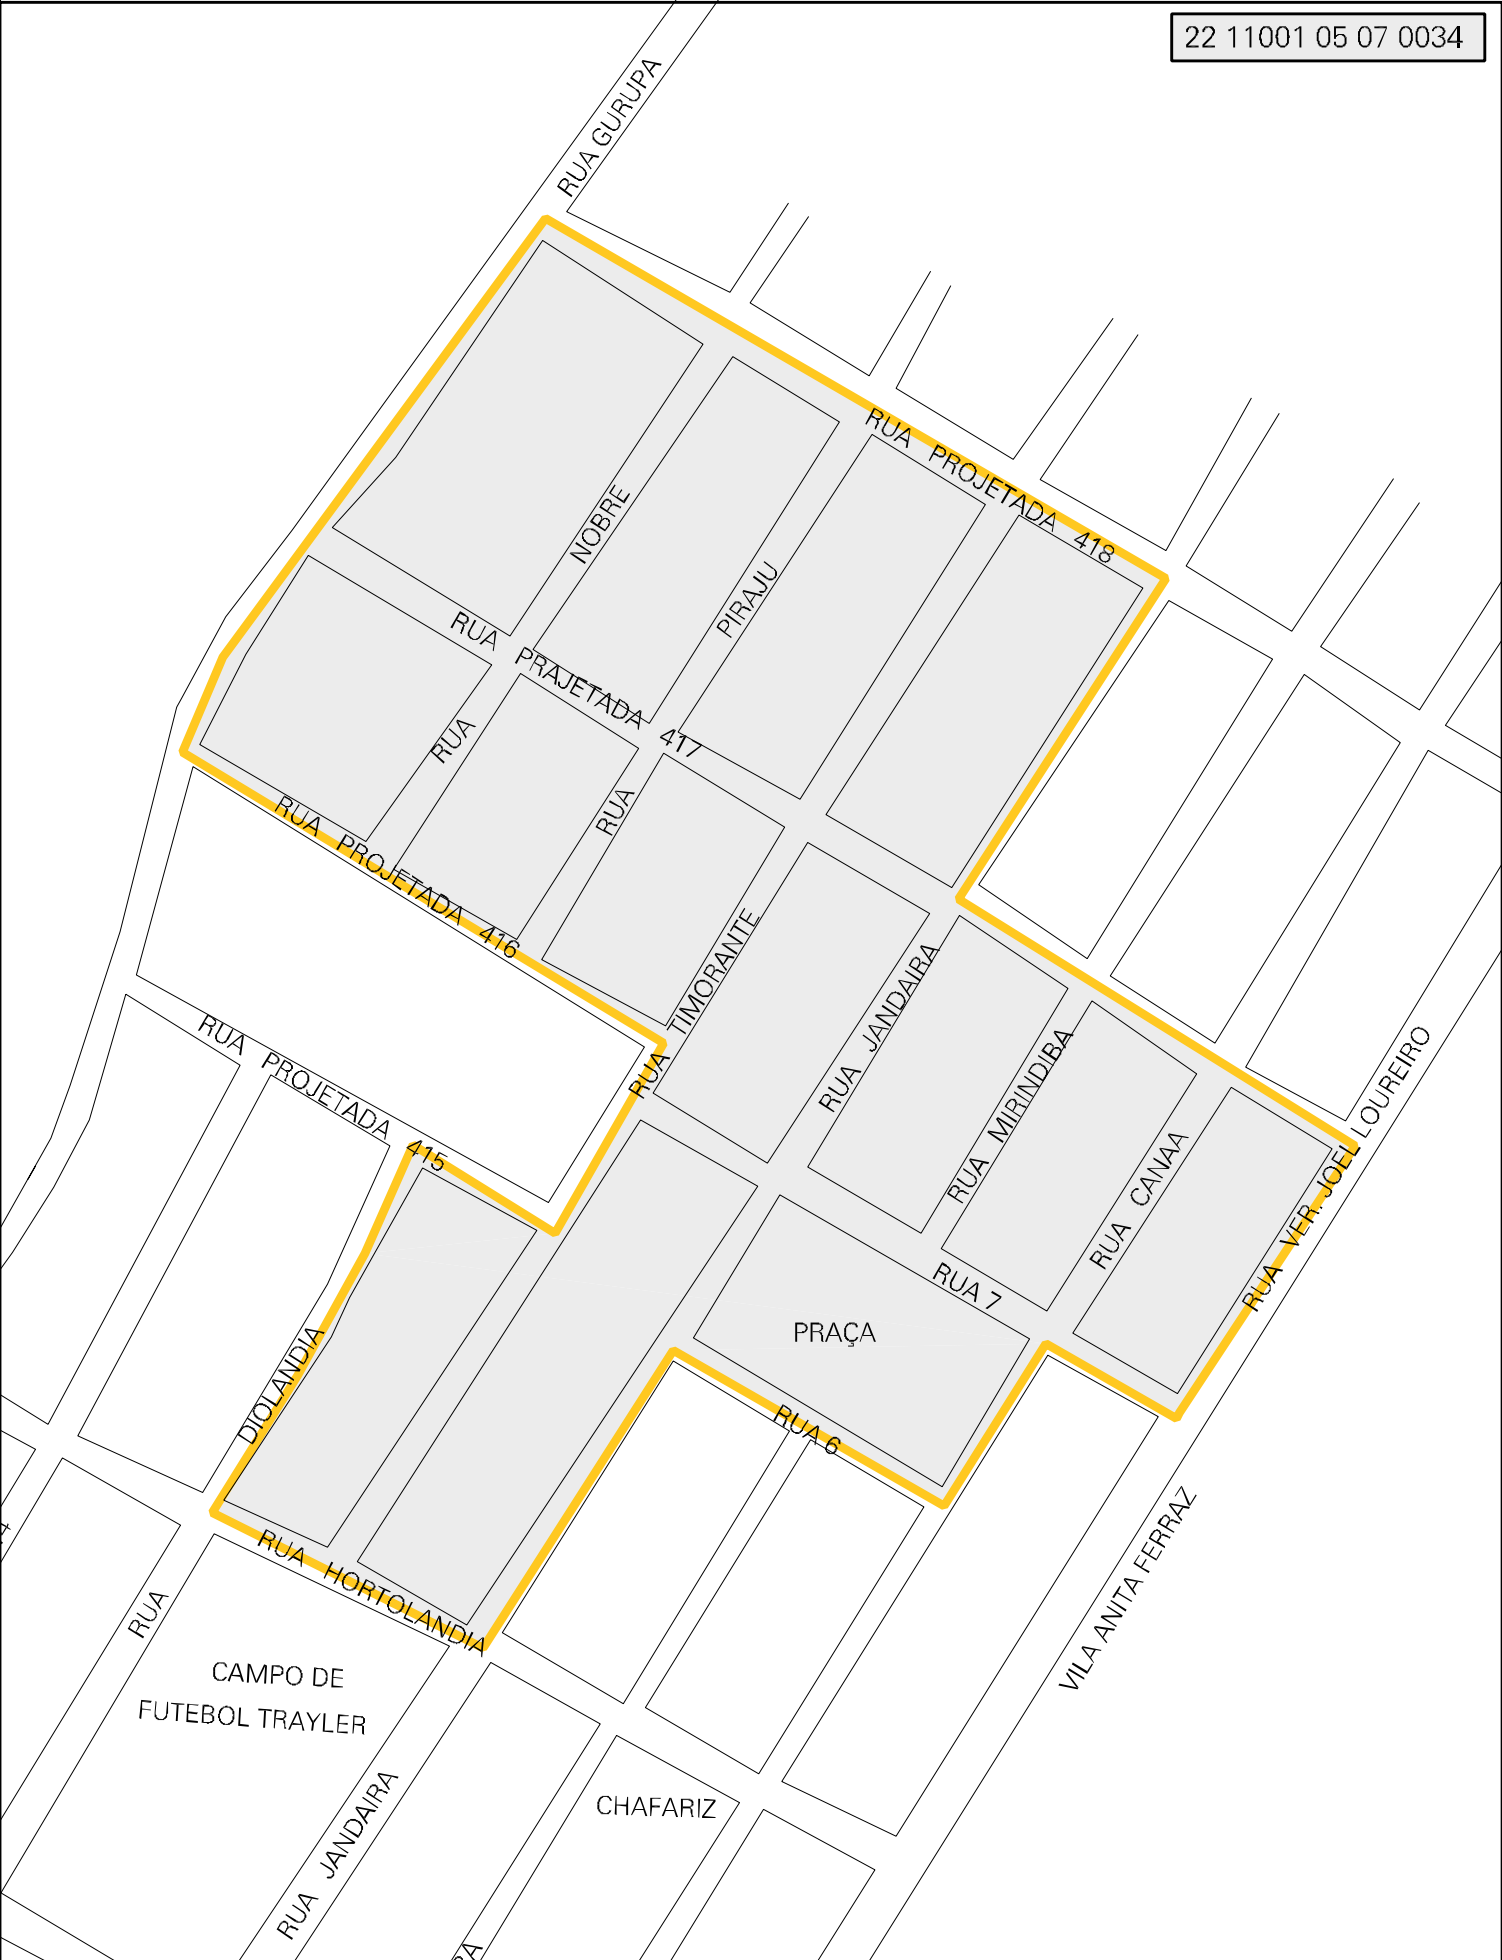 22 11001 05 07 0034
RUA GURUPA
RUA PROJETADA 418
RUA NOBRE
RUA PIRAJU
RUA PRAJETADA 417
RUA PROJETADA 416
RUA TIMORANTE
RUA JANDAIRA
RUA MIRINDIBA
RUA CANAA
RUA VER. JOEL LOUREIRO
RUA PROJETADA 415
RUA 7
PRAÇA
RUA 6
RUA DIOLANDIA
RUA HORTOLANDIA
VILA ANITA FERRAZ
CAMPO DE
FUTEBOL TRAYLER
CHAFARIZ
RUA JANDAIRA
RA